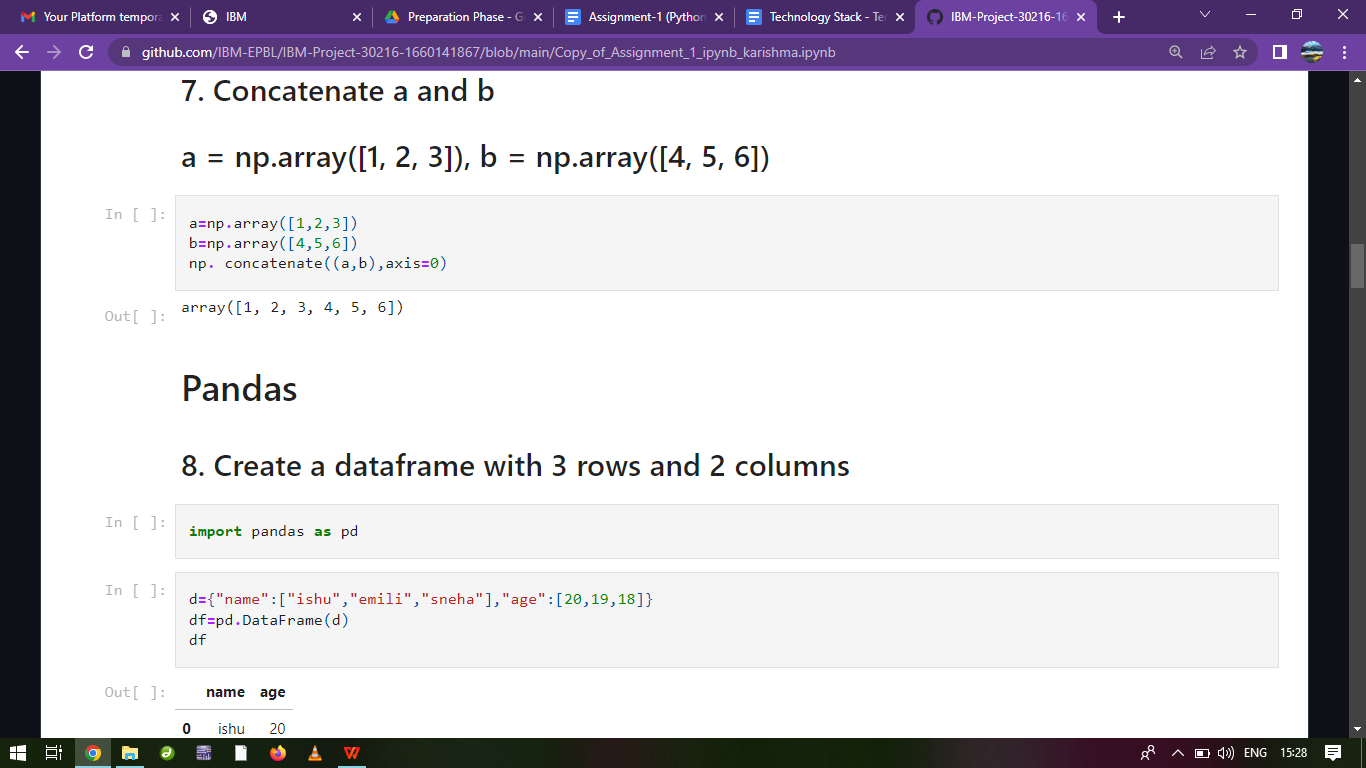 Your Platform tempora
IBM
Preparation Phase - G
Assignment-1 (Python
Technology Stack - Te
IBM-Project-30216-16
github.com/IBM-EPBL/IBM-Project-30216-1660141867/blob/main/Copy_of_Assignment_1_ipynb_karishma.ipynb
7. Concatenate a and b
a = np.array([1, 2, 3]), b = np.array([4, 5, 6])
In [ ]:
a=np.array([1,2,3])
b=np.array([4,5,6])
np. concatenate((a,b),axis=0)
Out[ ]:
array([1, 2, 3, 4, 5, 6])
Pandas
8. Create a dataframe with 3 rows and 2 columns
In [ ]:
import pandas as pd
In [ ]:
d={"name":["ishu","emili","sneha"],"age":[20,19,18]}
df=pd.DataFrame(d)
df
Out[ ]:
name age
0 ishu 20
ENG 15:28